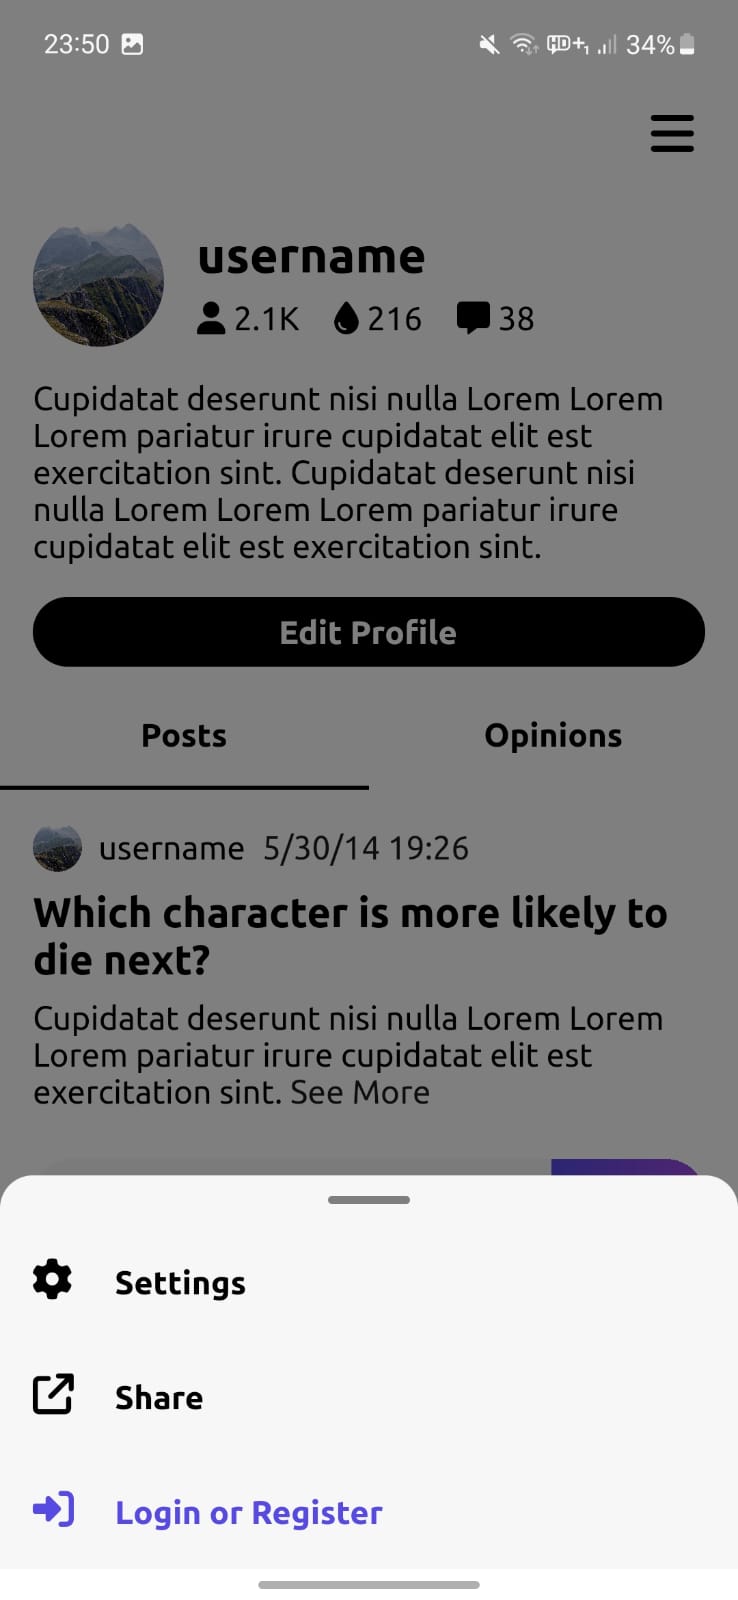 23:50 34%
username
2.1K 216 38
Cupidatat deserunt nisi nulla Lorem Lorem
Lorem pariatur irure cupidatat elit est
exercitation sint. Cupidatat deserunt nisi
nulla Lorem Lorem Lorem pariatur irure
cupidatat elit est exercitation sint.
Edit Profile
Posts Opinions
username 5/30/14 19:26
Which character is more likely to
die next?
Cupidatat deserunt nisi nulla Lorem Lorem
Lorem pariatur irure cupidatat elit est
exercitation sint. See More
Settings
Share
Login or Register